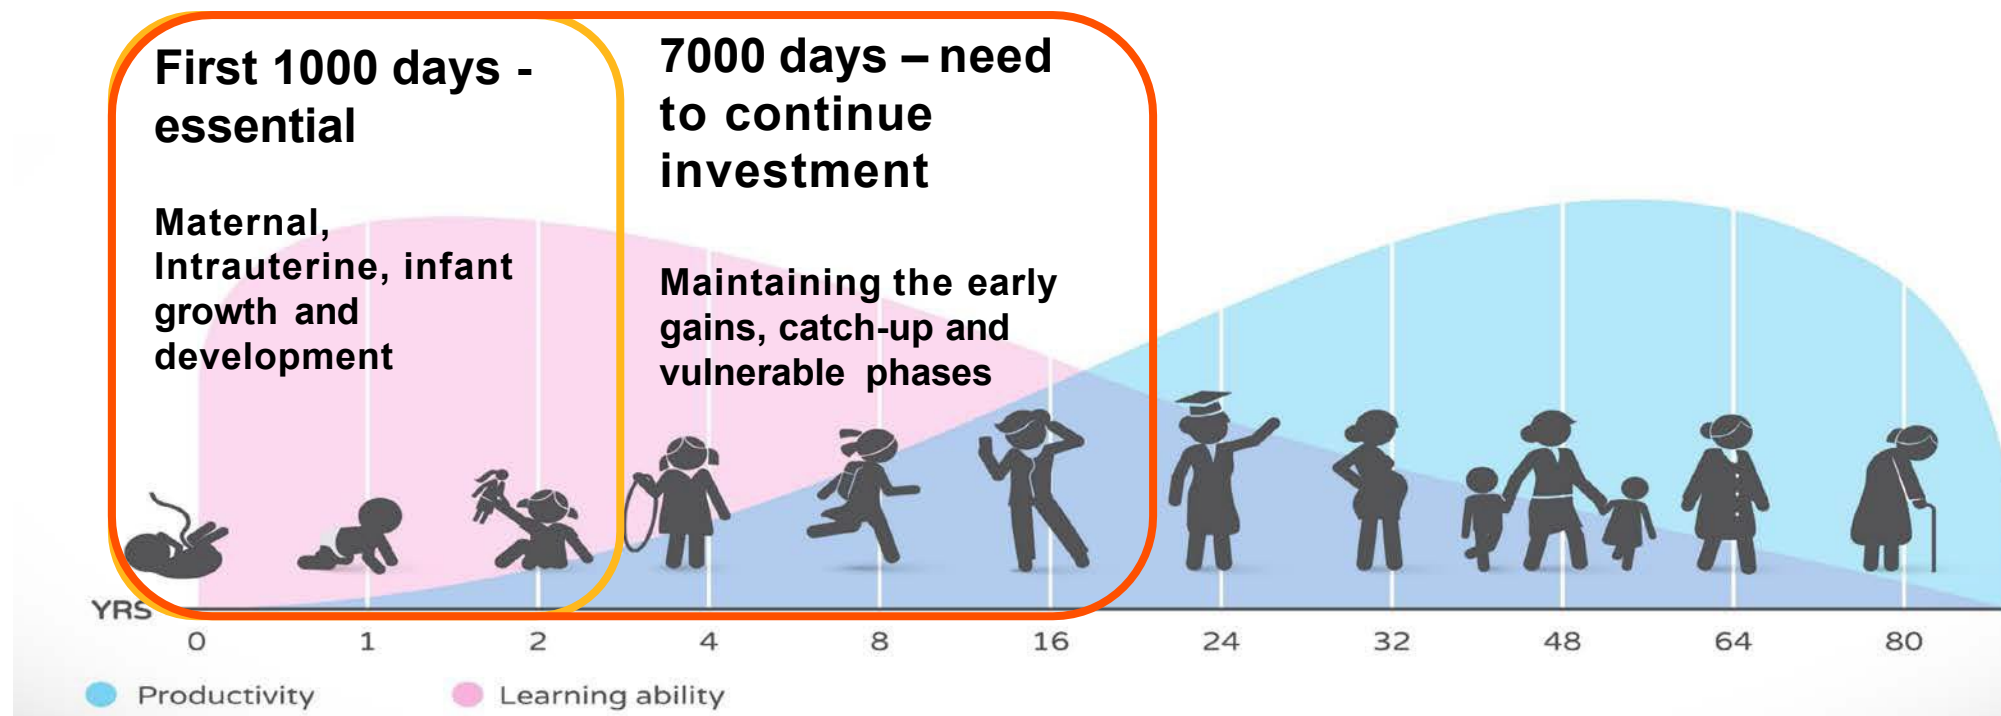 First 1000 days -
essential
Maternal,
Intrauterine, infant
growth and
development
7000 days – need
to continue
investment
Maintaining the early
gains, catch-up and
vulnerable phases
YRS
0 1 2 4 8 16 24 32 48 64 80
Productivity Learning ability